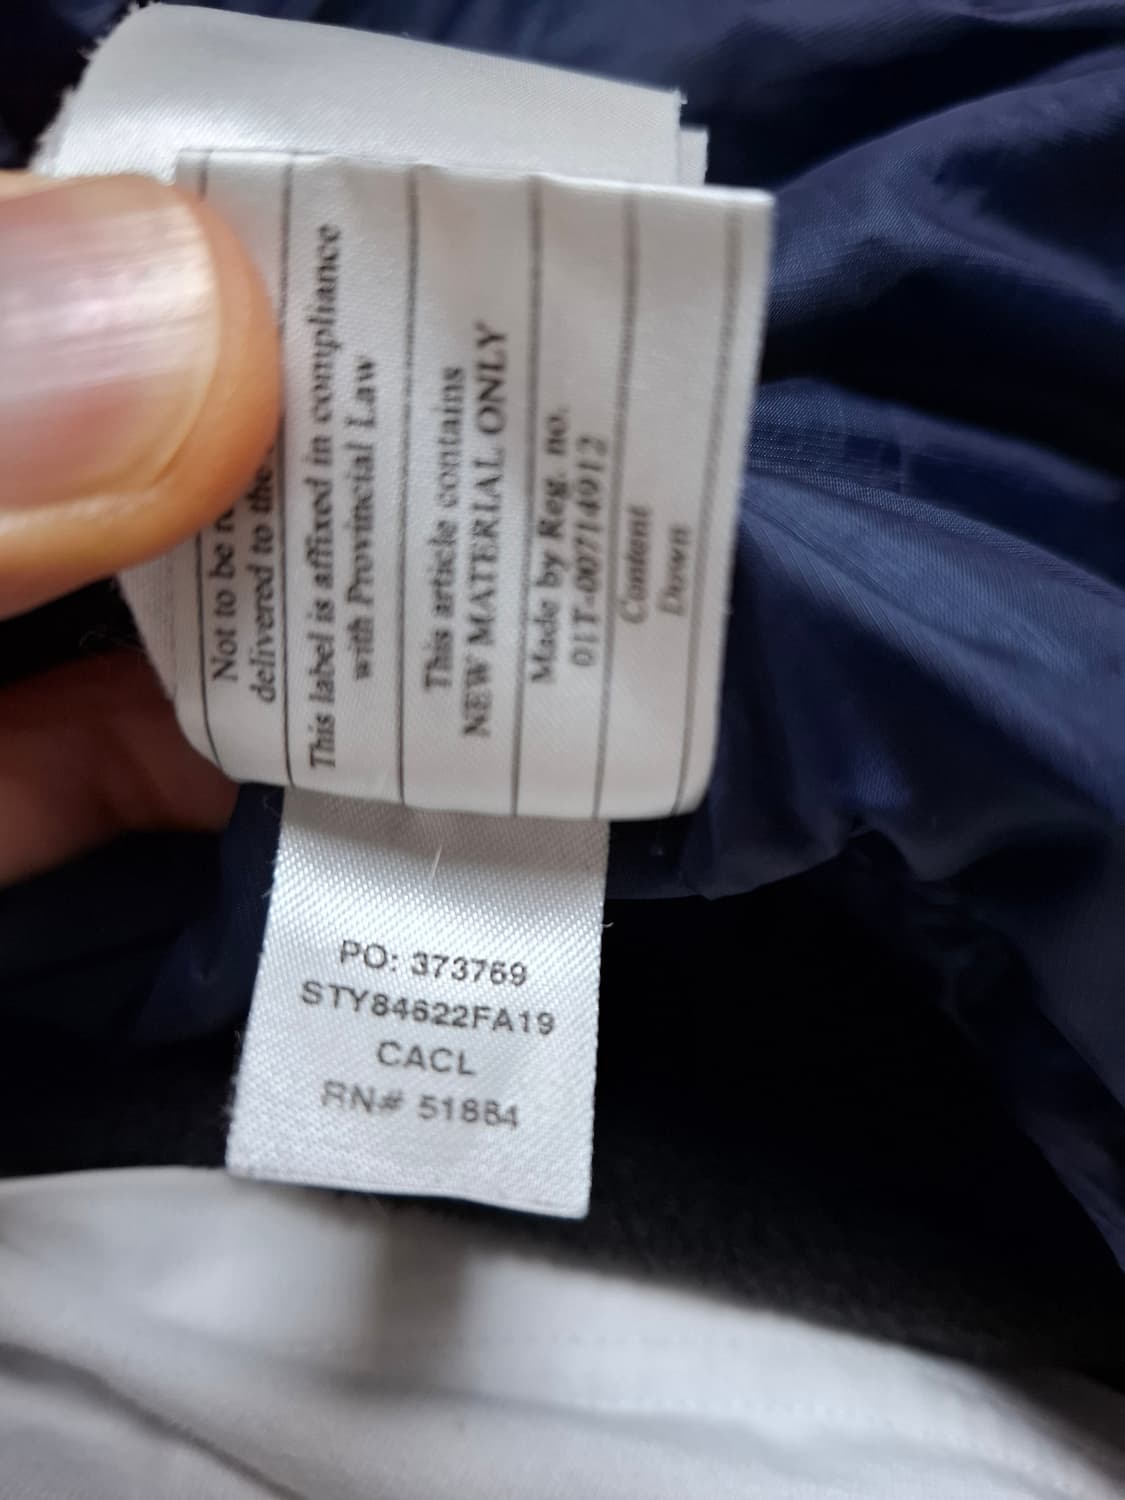 Not to be
delivered to the
This label is affixed in compliance
with Provincial Law
This article contains
NEW MATERIAL ONLY
Made by Reg. no.
01T-00714912
Content
Down
PO: 373769
STY84622FA19
CACL
RN# 51884